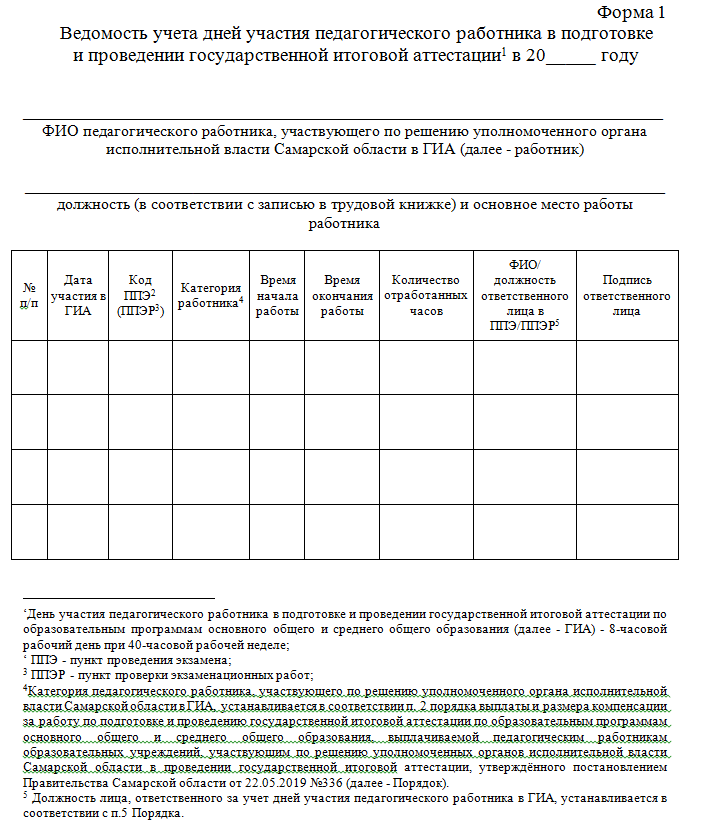 Форма 1
Ведомость учета дней участия педагогического работника в подготовке
и проведении государственной итоговой аттестации¹ в 20_____ году
ФИО педагогического работника, участвующего по решению уполномоченного органа
исполнительной власти Самарской области в ГИА (далее - работник)
должность (в соответствии с записью в трудовой книжке) и основное место работы
работника
№
п/п
Дата
участия в
ГИА
Код
ППЭ²
(ППЭР³)
Категория
работника⁴
Время
начала
работы
Время
окончания
работы
Количество
отработанных
часов
ФИО/
должность
ответственного
лица в
ППЭ/ППЭР⁵
Подпись
ответственного
лица
‘День участия педагогического работника в подготовке и проведении государственной итоговой аттестации по
образовательным программам основного общего и среднего общего образования (далее - ГИА) - 8-часовой
рабочий день при 40-часовой рабочей неделе;
‘ ППЭ - пункт проведения экзамена;
³ ППЭР - пункт проверки экзаменационных работ;
⁴Категория педагогического работника, участвующего по решению уполномоченного органа исполнительной
власти Самарской области в ГИА, устанавливается в соответствии п. 2 порядка выплаты и размера компенсации
за работу по подготовке и проведению государственной итоговой аттестации по образовательным программам
основного общего и среднего общего образования, выплачиваемой педагогическим работникам
образовательных учреждений, участвующим по решению уполномоченных органов исполнительной власти
Самарской области в проведении государственной итоговой аттестации, утверждённого постановлением
Правительства Самарской области от 22.05.2019 №336 (далее - Порядок).
⁵ Должность лица, ответственного за учет дней участия педагогического работника в ГИА, устанавливается в
соответствии с п.5 Порядка.